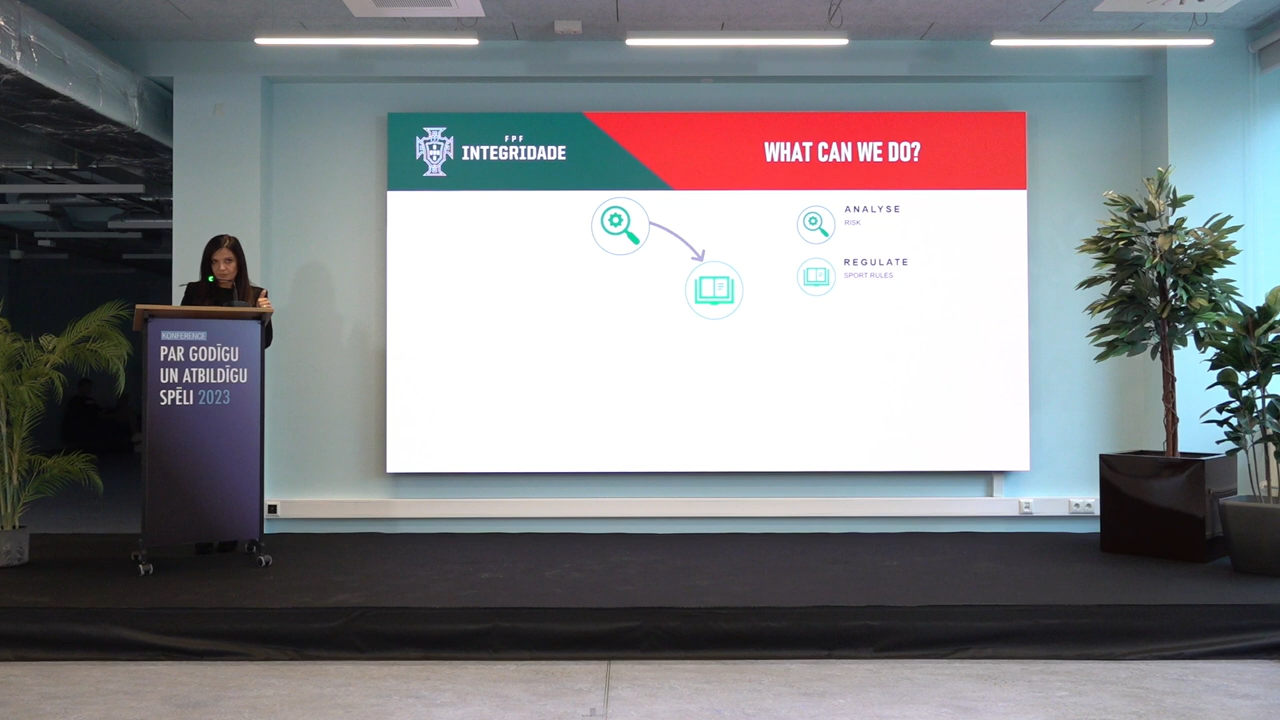 FPF
INTEGRIDADE
WHAT CAN WE DO?
ANALYSE
RISK
REGULATE
SPORT RULES
KONFERENCE
PAR GODĪGU
UN ATBILDĪGU
SPĒLI 2023